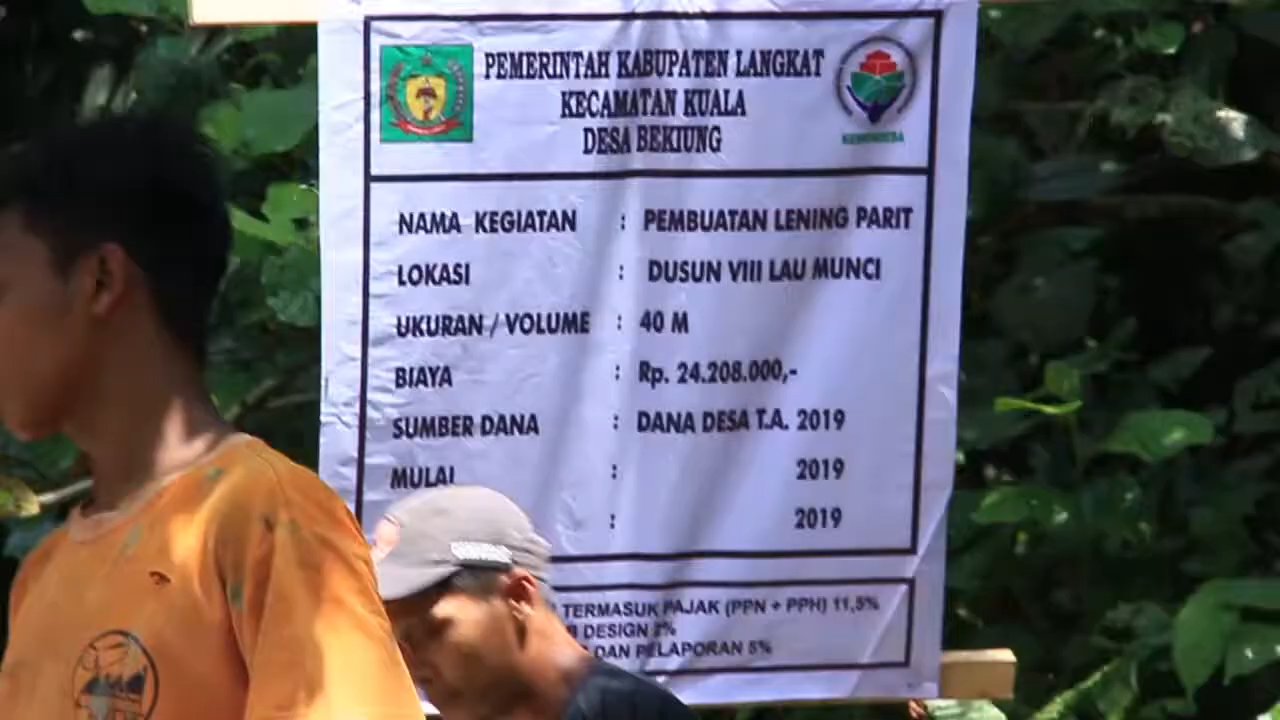 PEMERINTAH KABUPATEN LANGKAT
KECAMATAN KUALA
DESA BEKIUNG
NAMA KEGIATAN : PEMBUATAN LENING PARIT
LOKASI : DUSUN VIII LAU MUNCI
UKURAN / VOLUME : 40 M
BIAYA : Rp. 24.208.000,-
SUMBER DANA : DANA DESA T.A. 2019
MULAI : 2019
: 2019
TERMASUK PAJAK (PPN + PPH) 11,5%
DESIGN 2%
DAN PELAPORAN 5%